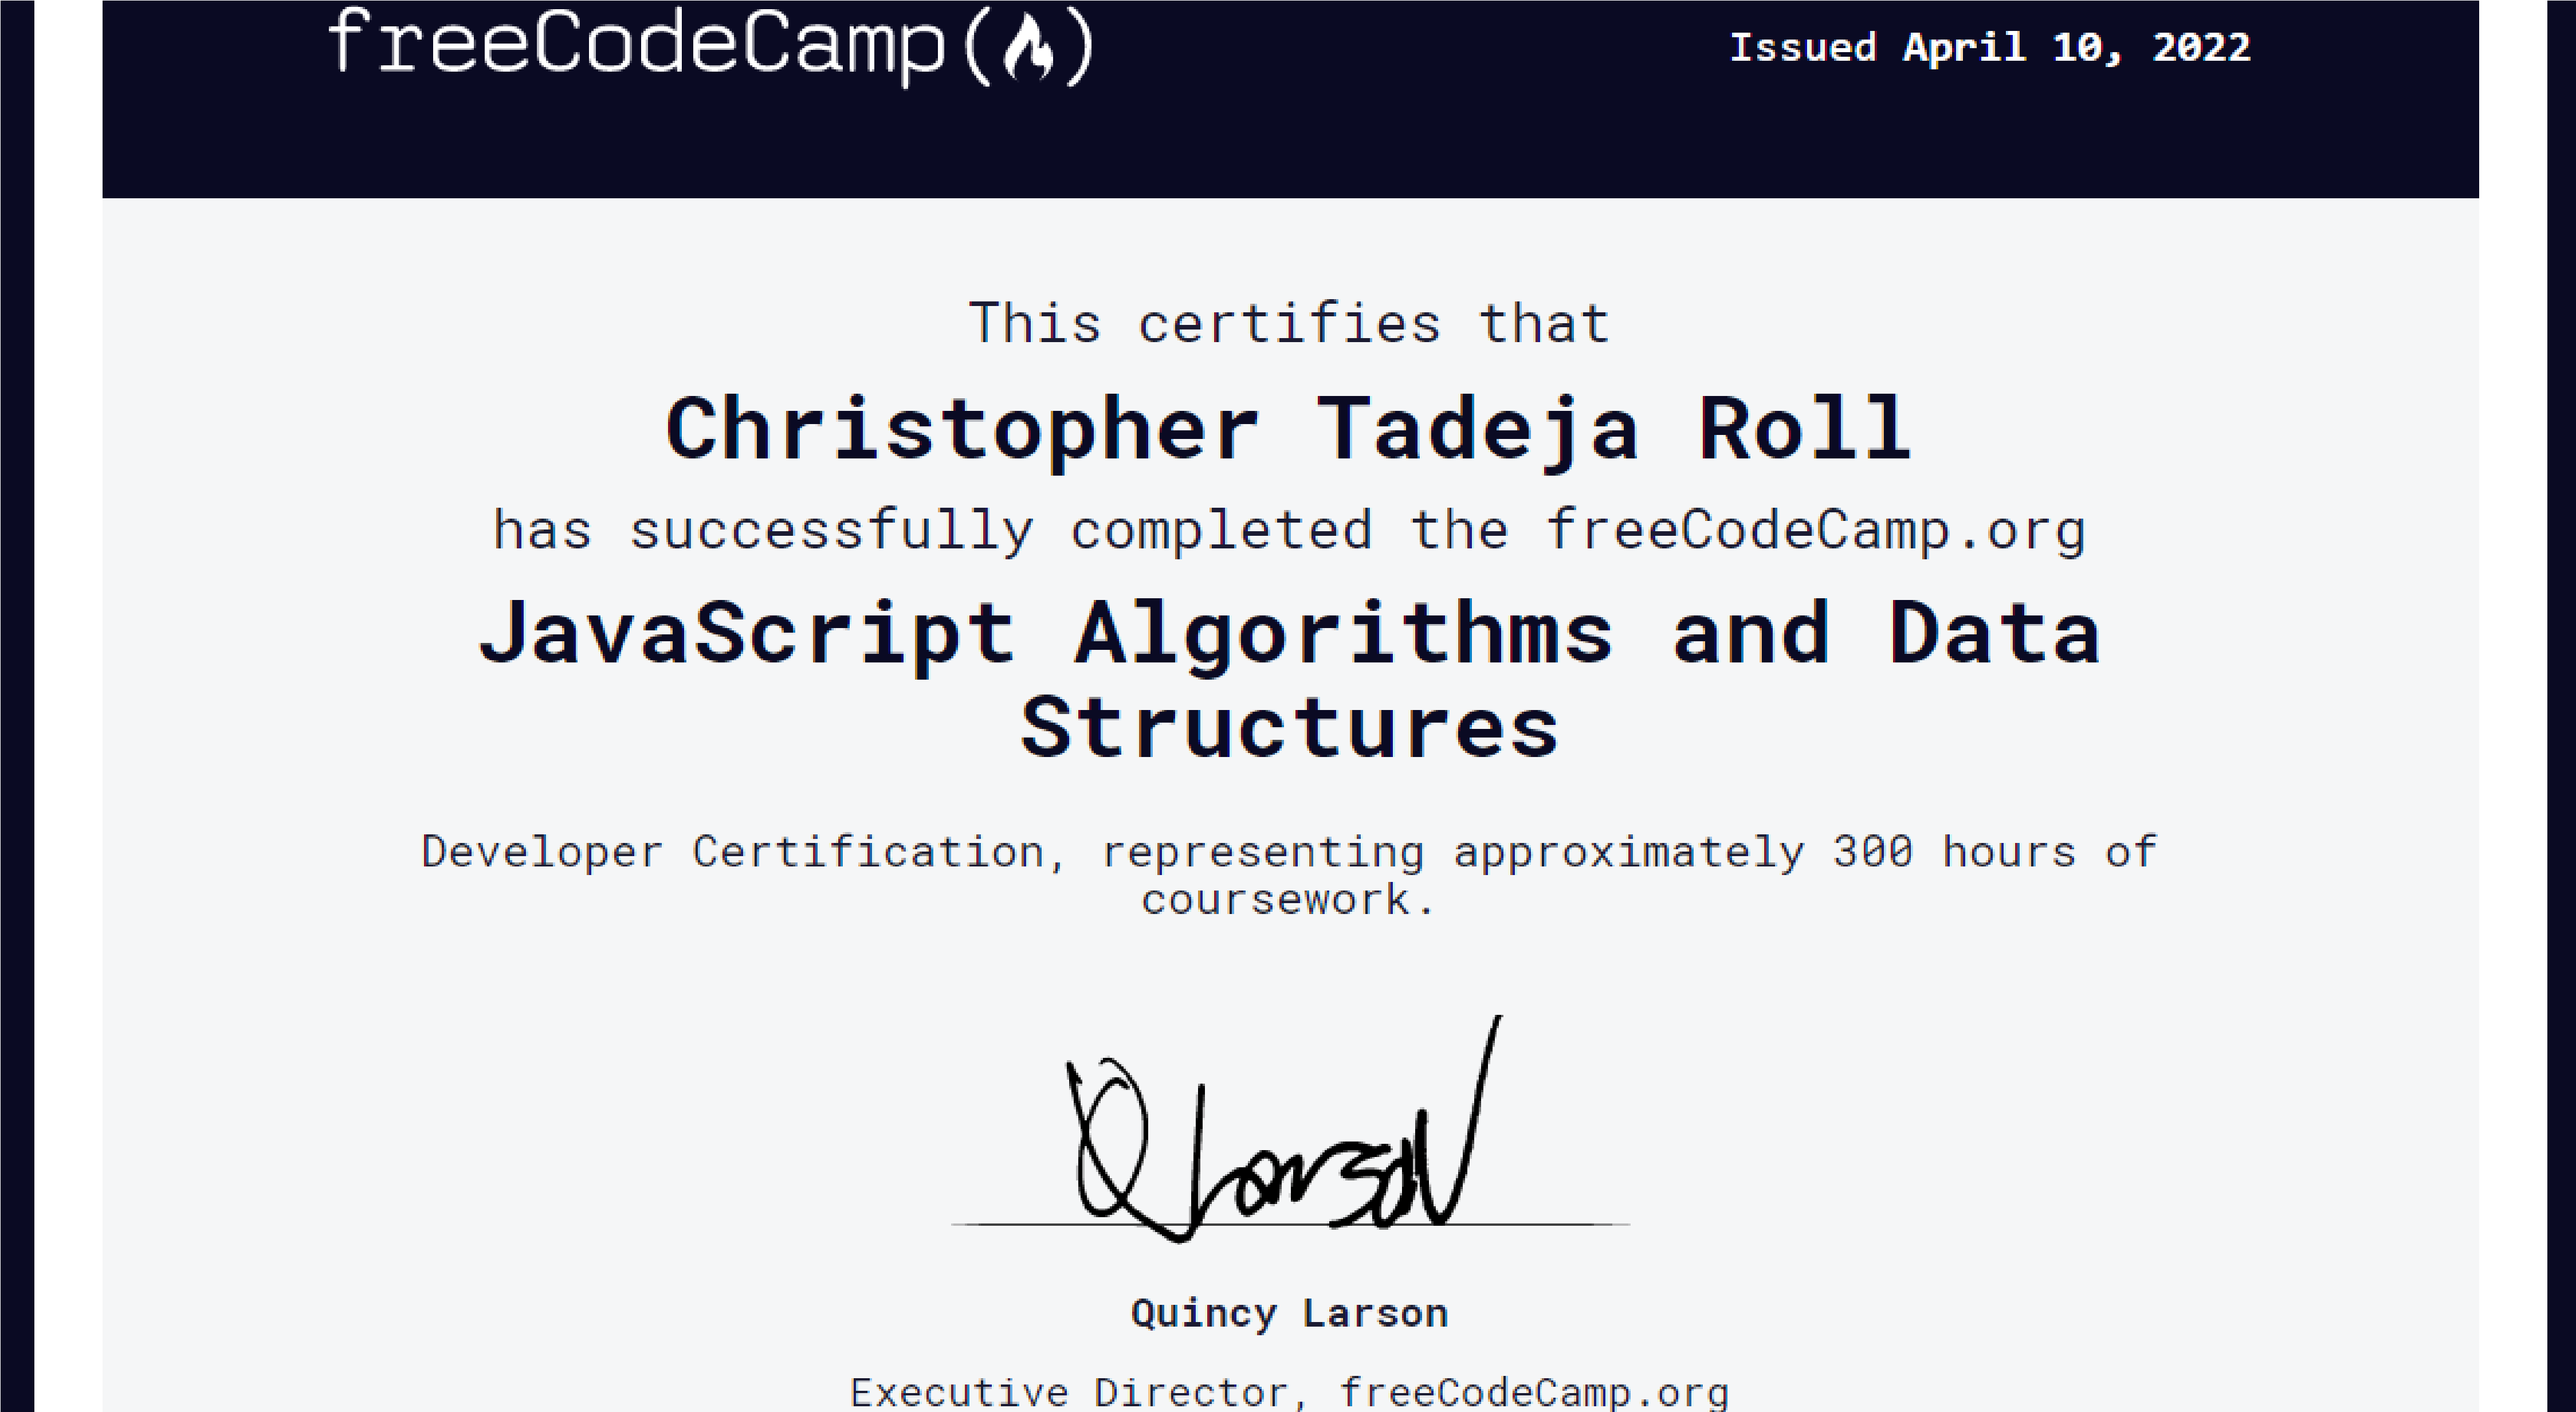 freeCodeCamp(🔥)
Issued April 10, 2022
This certifies that
Christopher Tadeja Roll
has successfully completed the freeCodeCamp.org
JavaScript Algorithms and Data
Structures
Developer Certification, representing approximately 300 hours of
coursework.
Q Larson
Quincy Larson
Executive Director, freeCodeCamp.org